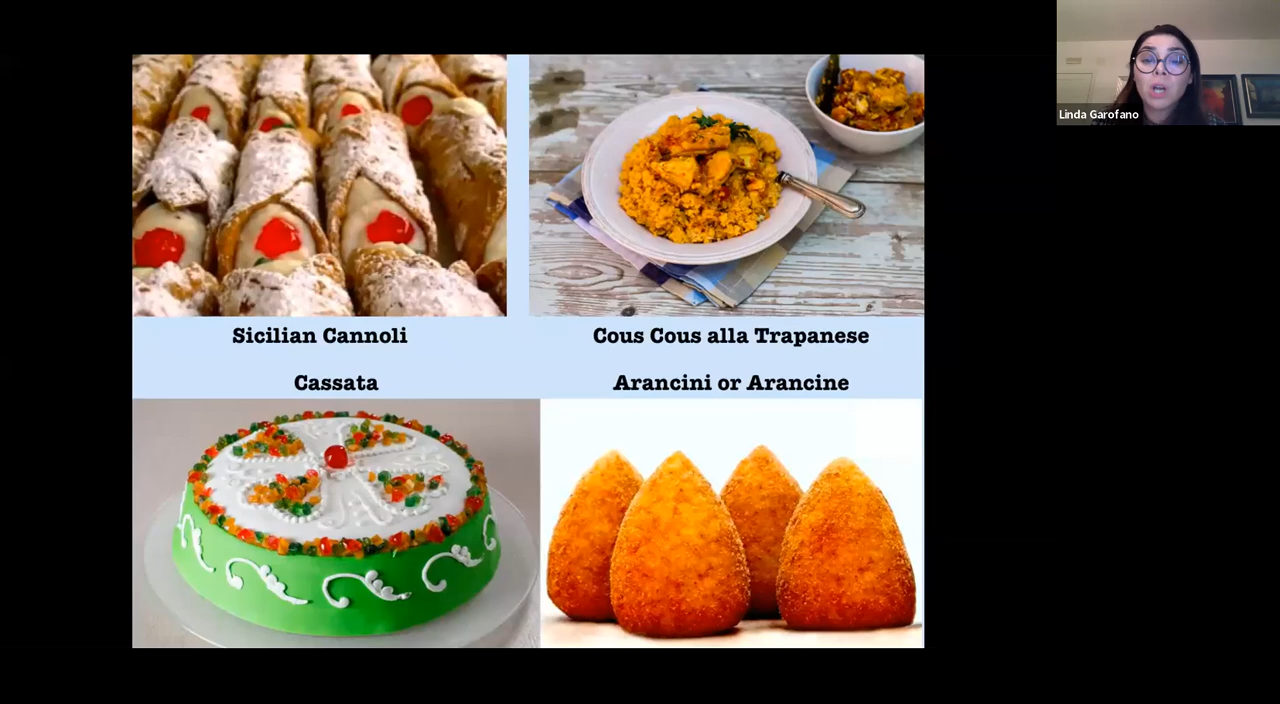 Linda Garofano
Sicilian Cannoli
Cous Cous alla Trapanese
Cassata
Arancini or Arancine